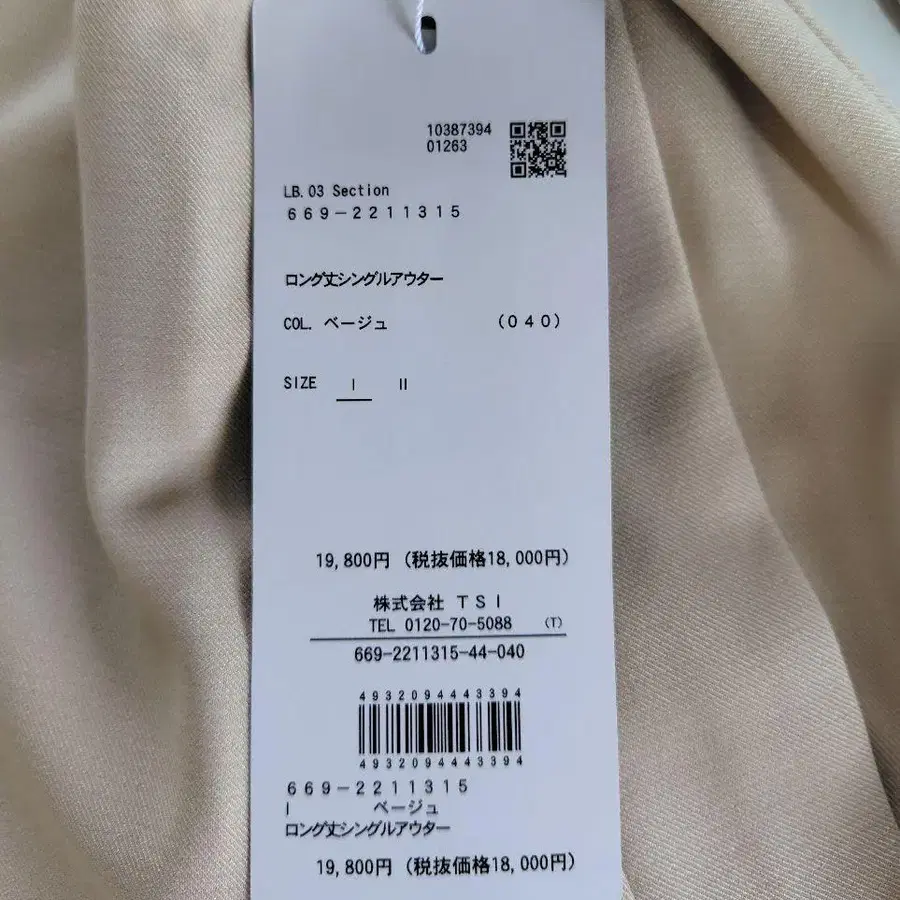 10387394
01263
LB.03 Section
669-2211315
ロング丈シングルアウター
COL. ベージュ (040)
SIZE I II
19,800円 (税抜価格18,000円)
株式会社 TSI
TEL 0120-70-5088 (T)
669-2211315-44-040
4932094443394
4932094443394
669-2211315
I ベージュ
ロング丈シングルアウター
19,800円 (税抜価格18,000円)